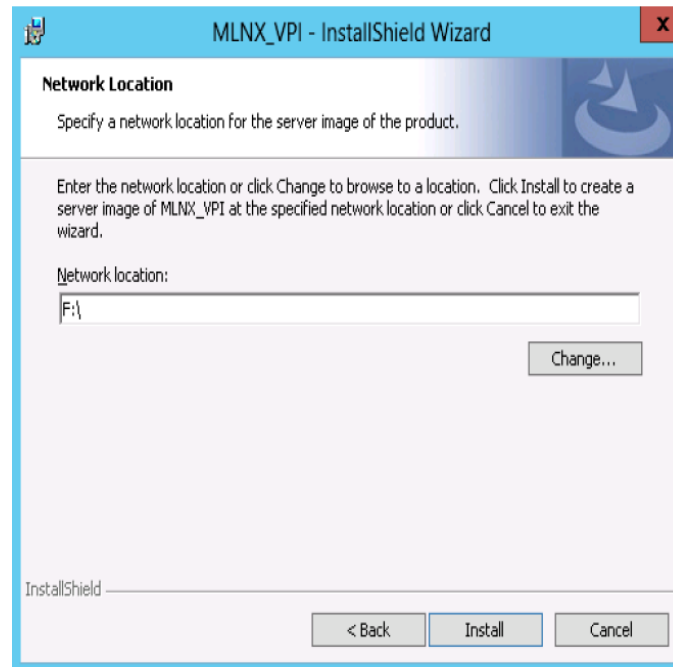 MLNX_VPI - InstallShield Wizard
x
Network Location
Specify a network location for the server image of the product.
Enter the network location or click Change to browse to a location. Click Install to create a
server image of MLNX_VPI at the specified network location or click Cancel to exit the
wizard.
Network location:
F:\
Change...
InstallShield
< Back Install Cancel